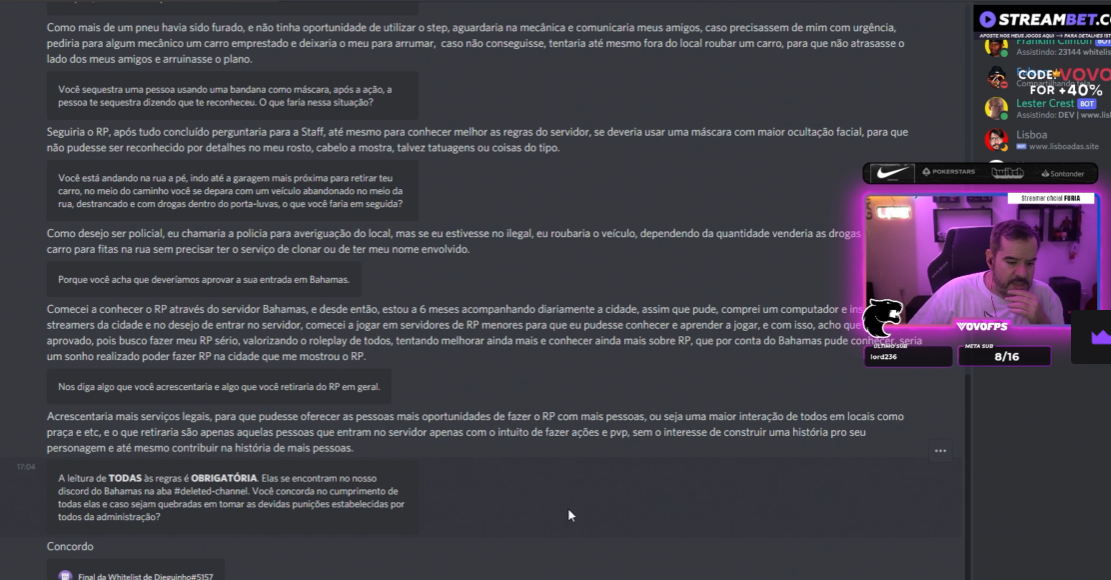 Como mais de um pneu havia sido furado, e não tinha oportunidade de utilizar o step, aguardaria na mecânica e comunicaria meus amigos, caso precisassem de mim com urgência,
pediria para algum mecânico um carro emprestado e deixaria o meu para arrumar, caso não conseguisse, tentaria até mesmo fora do local roubar um carro, para que não atrasasse o
lado dos meus amigos e arruinasse o plano.
Você sequestra uma pessoa usando uma bandana como máscara, após a ação, a
pessoa te sequestra dizendo que te reconheceu. O que faria nessa situação?
Seguiria o RP, após tudo concluído perguntaria para a Staff, até mesmo para conhecer melhor as regras do servidor, se deveria usar uma máscara com maior ocultação facial, para que
não pudesse ser reconhecido por detalhes no meu rosto, cabelo a mostra, talvez tatuagens ou coisas do tipo.
Você está andando na rua a pé, indo até a garagem mais próxima para retirar teu
carro, no meio do caminho você se depara com um veículo abandonado no meio da
rua, destrancado e com drogas dentro do porta-luvas, o que você faria em seguida?
Como desejo ser policial, eu chamaria a policia para averiguação do local, mas se eu estivesse no ilegal, eu roubaria o veículo, dependendo da quantidade venderia as drogas
carro para fitas na rua sem precisar ter o serviço de clonar ou de ter meu nome envolvido.
Porque você acha que deveríamos aprovar a sua entrada em Bahamas.
Comecei a conhecer o RP através do servidor Bahamas, e desde então, estou a 6 meses acompanhando diariamente a cidade, assim que pude, comprei um computador e ins
streamers da cidade e no desejo de entrar no servidor, comecei a jogar em servidores de RP menores para que eu pudesse conhecer e aprender a jogar, e com isso, acho que
aprovado, pois busco fazer meu RP sério, valorizando o roleplay de todos, tentando melhorar ainda mais e conhecer ainda mais sobre RP, que por conta do Bahamas pude conhecer, seria
um sonho realizado poder fazer RP na cidade que me mostrou o RP.
Nos diga algo que você acrescentaria e algo que você retiraria do RP em geral.
Acrescentaria mais serviços legais, para que pudesse oferecer as pessoas mais oportunidades de fazer o RP com mais pessoas, ou seja uma maior interação de todos em locais como
praça e etc, e o que retiraria são apenas aquelas pessoas que entram no servidor apenas com o intuito de fazer ações e pvp, sem o interesse de construir uma história pro seu
personagem e até mesmo contribuir na história de mais pessoas.
17:04
A leitura de TODAS às regras é OBRIGATÓRIA. Elas se encontram no nosso
discord do Bahamas na aba #deleted-channel. Você concorda no cumprimento de
todas elas e caso sejam quebradas em tomar as devidas punições estabelecidas por
todos da administração?
Concordo
Final da Whitelist de Dieguinho#5157
STREAMBET.CO
APOSTE NOS MEUS JOGOS AQUI --> PARA DETALHES
Franklin Clinton BOT
Assistindo: 23144 whitelis
CODE: VOVO
Compartilhando tela
FOR +40%
Lester Crest BOT
Assistindo: DEV | www.lis
Lisboa
www.lisboadas.site
POKERSTARS
twitch
Santander
Streamer oficial FURIA
VOVOFPS
ÚLTIMO SUB
lord236
META SUB
8/16